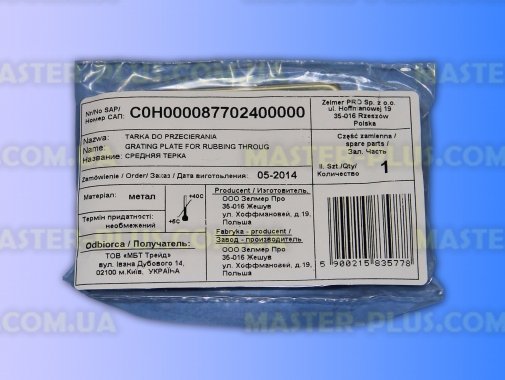 MASTER-PLUS.COM.UA
Nr/No SAP/
Номер САП:
C0H000087702400000
Zelmer PRO Sp. z o.o.
ul. Hoffmanowej 19
35-016 Rzeszów
Polska
Nazwa: TARKA DO PRZECIERANIA
Name: GRATING PLATE FOR RUBBING THROUG
Название: СРЕДНЯЯ ТЕРКА
Część zamienna /
spare parts /
Зап. Часть
Zamówienie / Order/ Заказ / Дата виготовлення: 05-2014
IL. Szt./Qty/
Количество
1
Матеріал: метал
+40C
+5C
Термін придатності:
необмежений
Producent / Изготовитель:
ООО Зелмер Про
35-016 Жешув
ул. Хоффмановей, д.19,
Польша
Odbiorca / Получатель:
ТОВ «МБТ Трейд»
вул. Івана Дубового 14,
02100 м.Київ, УКРАЇНА
Fabryka - producent /
Завод - производитель
ООО Зелмер Про
35-016 Жешув
ул. Хоффмановей, д.19,
Польша
5 900215 835778